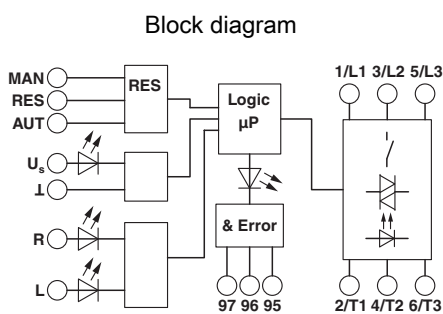 Block diagram
1/L1 3/L2 5/L3
MAN
RES
AUT
RES
Logic
µP
Us
⊥
R
L
& Error
97 96 95
2/T1 4/T2 6/T3